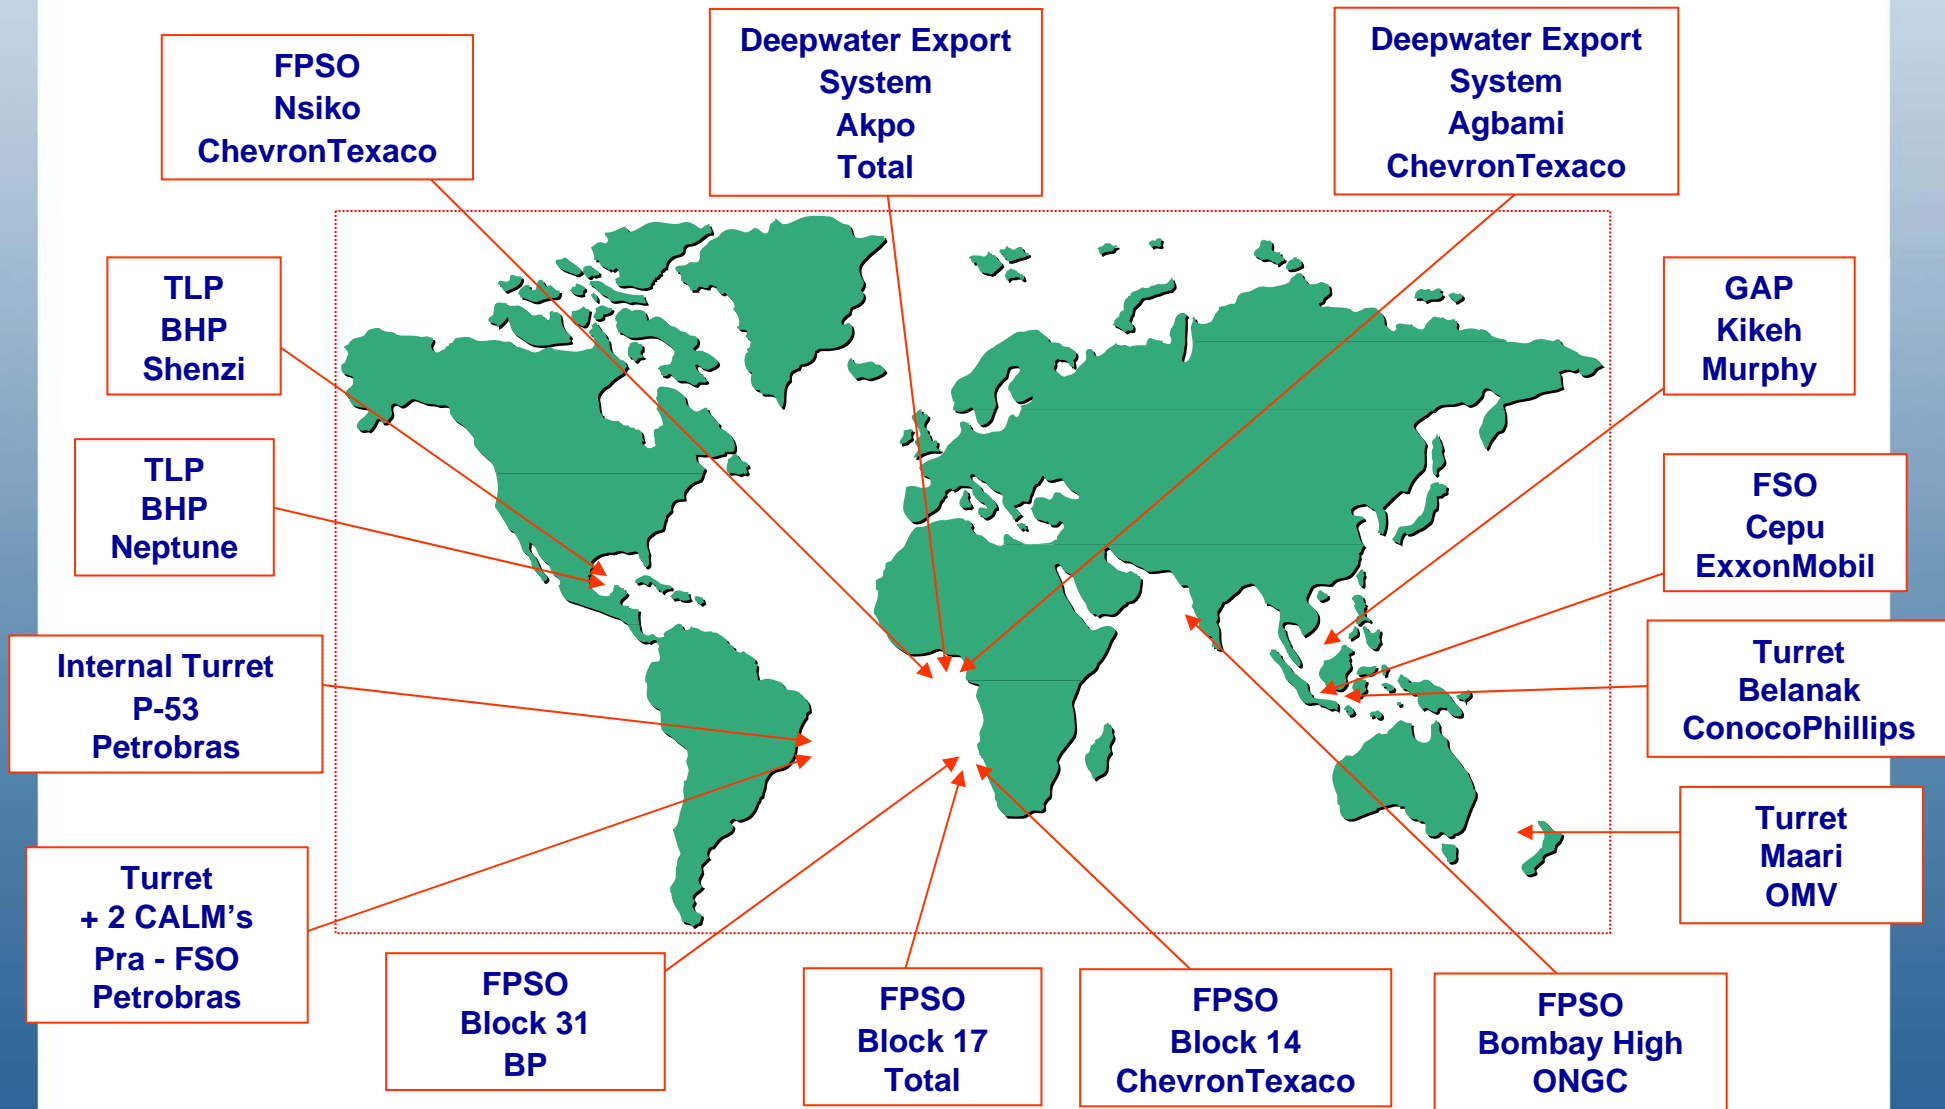 FPSO
Nsiko
ChevronTexaco
Deepwater Export
System
Akpo
Total
Deepwater Export
System
Agbami
ChevronTexaco
TLP
BHP
Shenzi
GAP
Kikeh
Murphy
TLP
BHP
Neptune
FSO
Cepu
ExxonMobil
Internal Turret
P-53
Petrobras
Turret
Belanak
ConocoPhillips
Turret
+ 2 CALM’s
Pra - FSO
Petrobras
Turret
Maari
OMV
FPSO
Block 31
BP
FPSO
Block 17
Total
FPSO
Block 14
ChevronTexaco
FPSO
Bombay High
ONGC